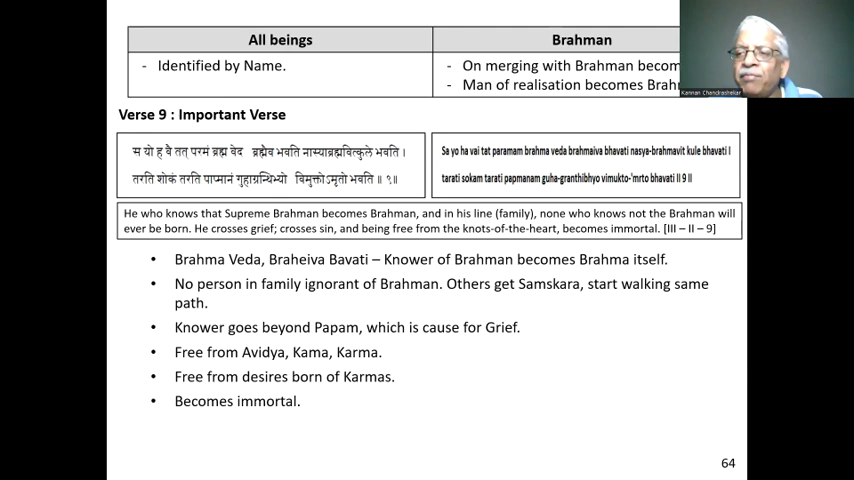 All beings
Brahman
- Identified by Name.
- On merging with Brahman becom
- Man of realisation becomes Brahm
Kannan Chandrashekar
Verse 9 : Important Verse
स यो ह वै तत् परमं ब्रह्म वेद ब्रह्मैव भवति नास्याब्रह्मवित्कुले भवति ।
तरति शोकं तरति पाप्मानं गुहाग्रन्थिभ्यो विमुक्तोऽमृतो भवति ॥ ९॥
Sa yo ha vai tat paramam brahma veda brahmaiva bhavati nasya-brahmavit kule bhavati I
tarati sokam tarati papmanam guha-granthibhyo vimukto-'mrto bhavati II 9 II
He who knows that Supreme Brahman becomes Brahman, and in his line (family), none who knows not the Brahman will
ever be born. He crosses grief; crosses sin, and being free from the knots-of-the-heart, becomes immortal. [III – II – 9]
• Brahma Veda, Braheiva Bavati – Knower of Brahman becomes Brahma itself.
• No person in family ignorant of Brahman. Others get Samskara, start walking same
path.
• Knower goes beyond Papam, which is cause for Grief.
• Free from Avidya, Kama, Karma.
• Free from desires born of Karmas.
• Becomes immortal.
64